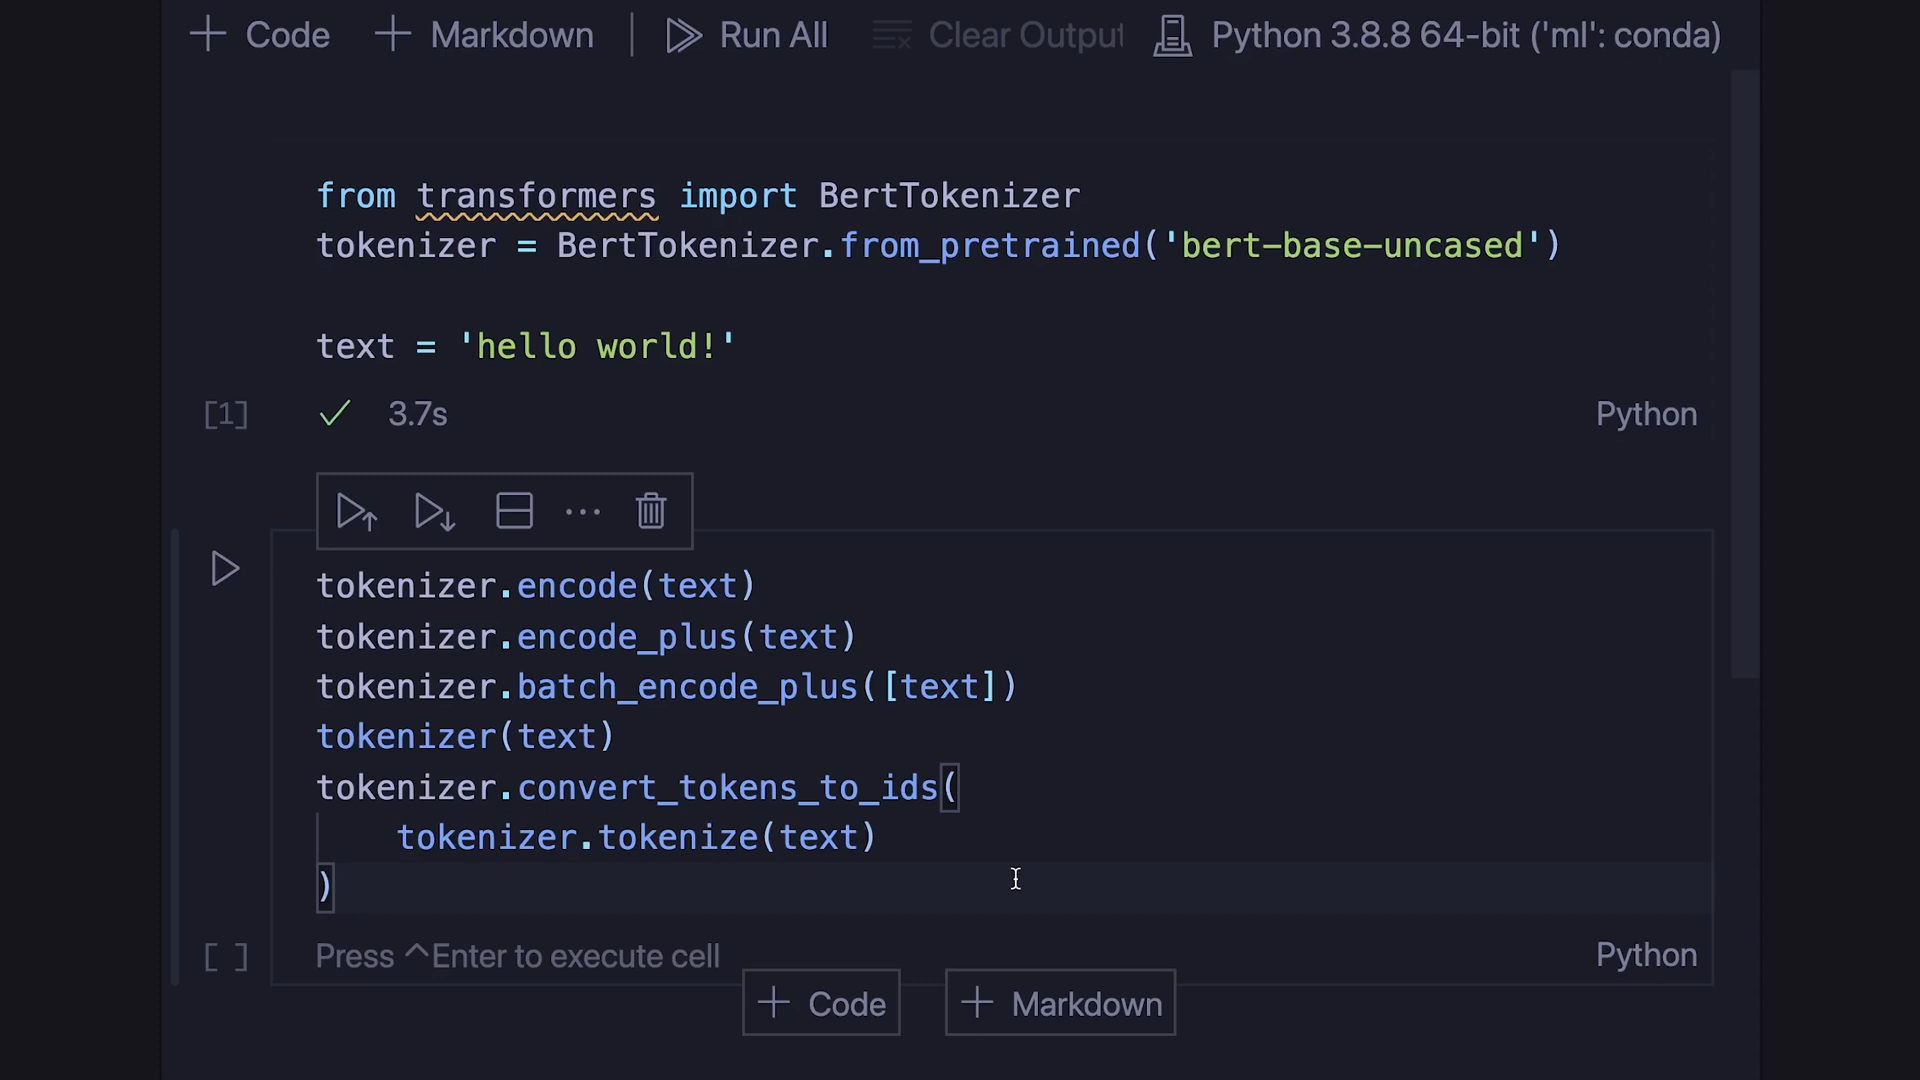 + Code + Markdown | Run All Clear Output Python 3.8.8 64-bit ('ml': conda)
from transformers import BertTokenizer
tokenizer = BertTokenizer.from_pretrained('bert-base-uncased')
text = 'hello world!'
[1] ✓ 3.7s Python
tokenizer.encode(text)
tokenizer.encode_plus(text)
tokenizer.batch_encode_plus([text])
tokenizer(text)
tokenizer.convert_tokens_to_ids(
    tokenizer.tokenize(text)
)
[ ] Press ^Enter to execute cell Python
+ Code + Markdown